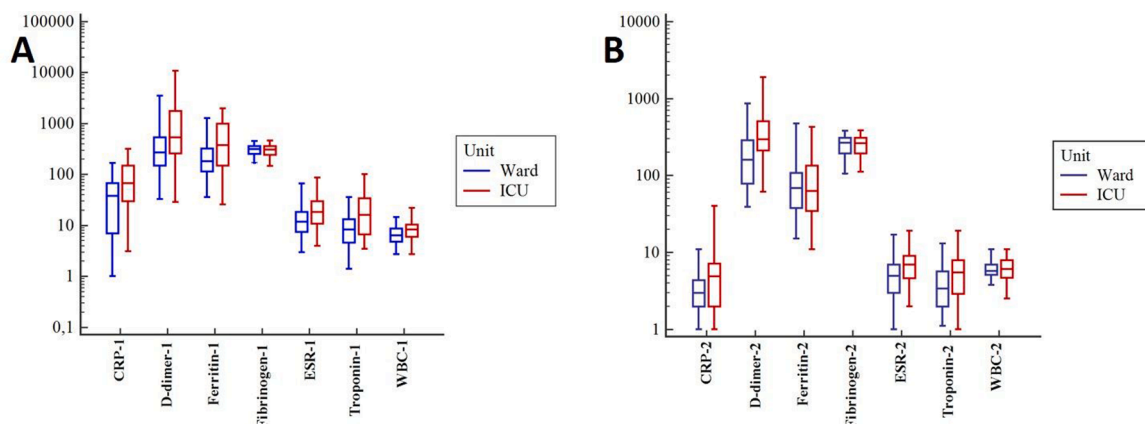 A
100000
10000
1000
100
10
1
0,1
CRP-1
D-dimer-1
Ferritin-1
Fibrinogen-1
ESR-1
Troponin-1
WBC-1
Unit
Ward
ICU
B
10000
1000
100
10
1
CRP-2
D-dimer-2
Ferritin-2
Fibrinogen-2
ESR-2
Troponin-2
WBC-2
Unit
Ward
ICU